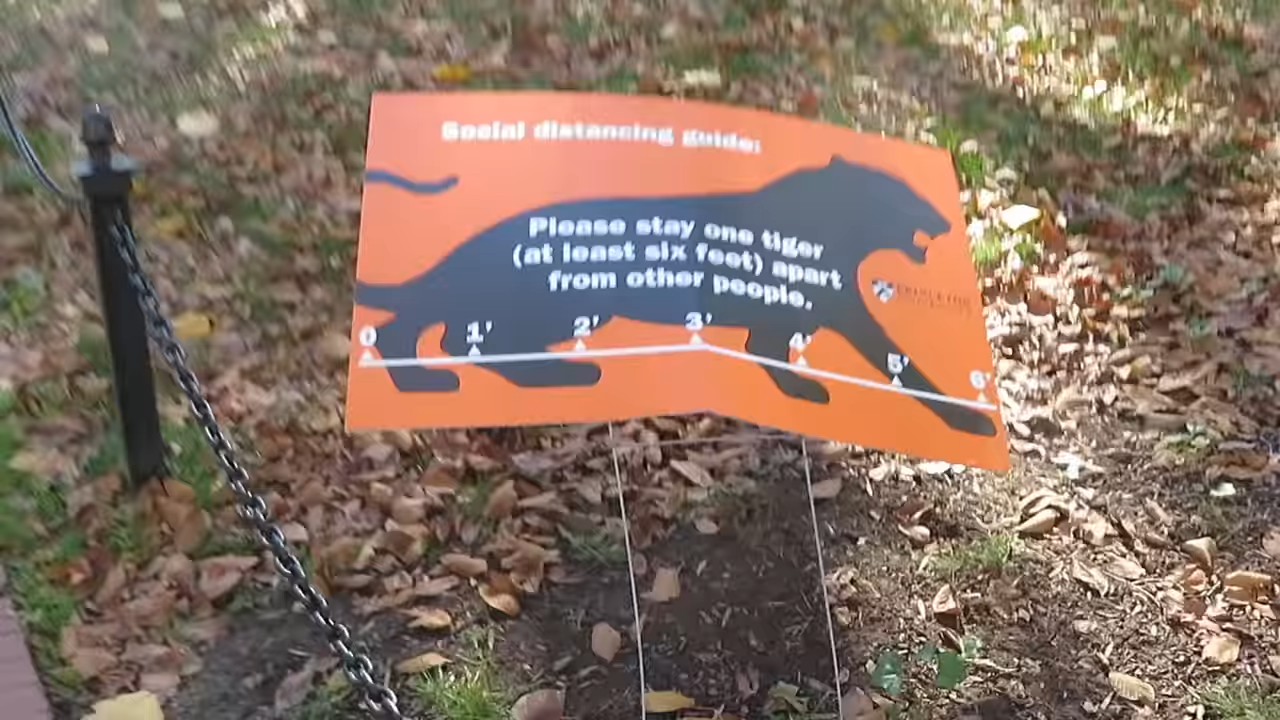 Social distancing guide:
Please stay one tiger
(at least six feet) apart
from other people.
0 1' 2' 3' 4' 5' 6'
PRINCETON